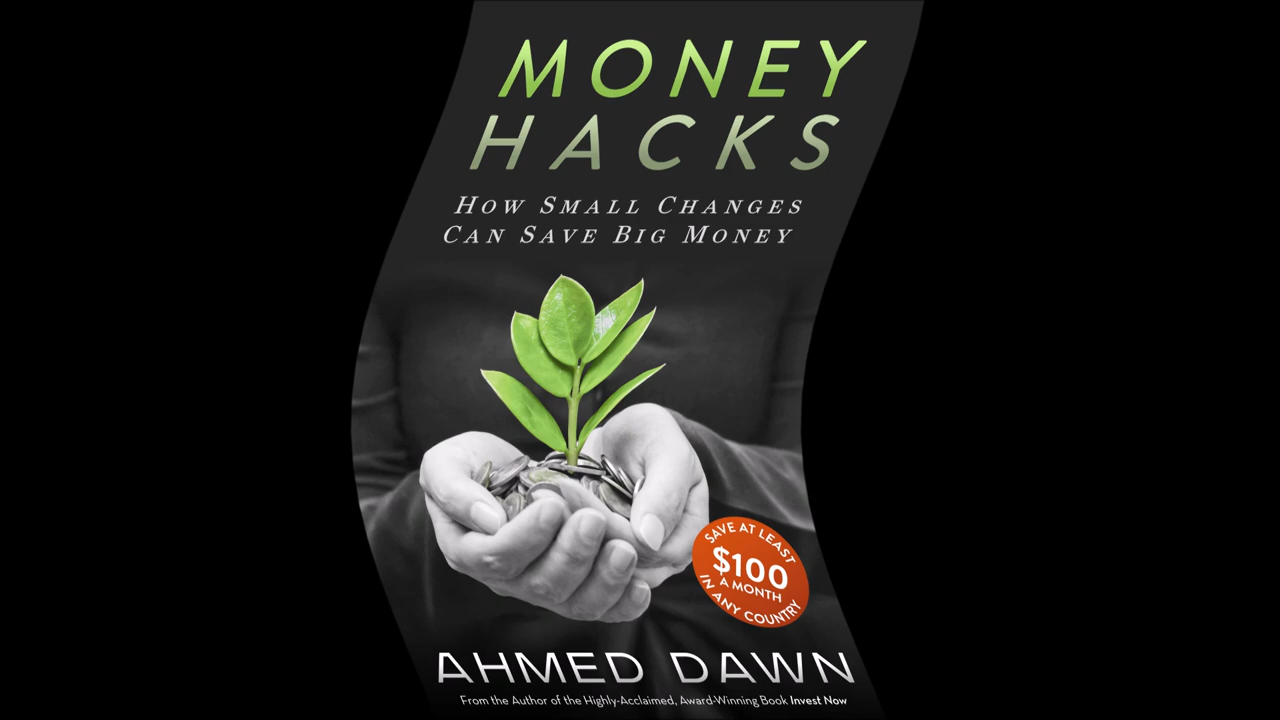 MONEY
HACKS
How Small Changes
Can Save Big Money
SAVE AT LEAST
$100
A MONTH
IN ANY COUNTRY
AHMED DAWN
From the Author of the Highly-Acclaimed, Award-Winning Book Invest Now